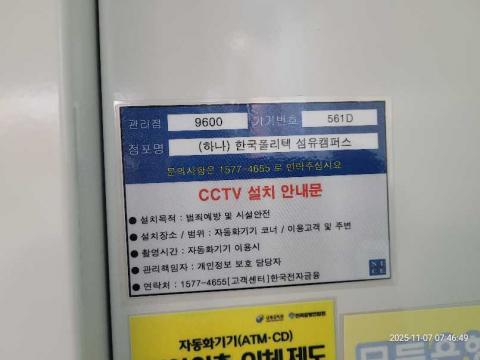 관리점 9600 기기번호 561D
점포명 (하나) 한국폴리텍 섬유캠퍼스
문의사항은 1577-4655 로 연락주십시요
CCTV 설치 안내문
● 설치목적 : 범죄예방 및 시설안전
● 설치장소 / 범위 : 자동화기기 코너 / 이용고객 및 주변
● 촬영시간 : 자동화기기 이용시
● 관리책임자 : 개인정보 보호 담당자
● 연락처 : 1577-4655[고객센터]한국전자금융
NICE
자동화기기(ATM·CD)
2025-11-07 07:46:49